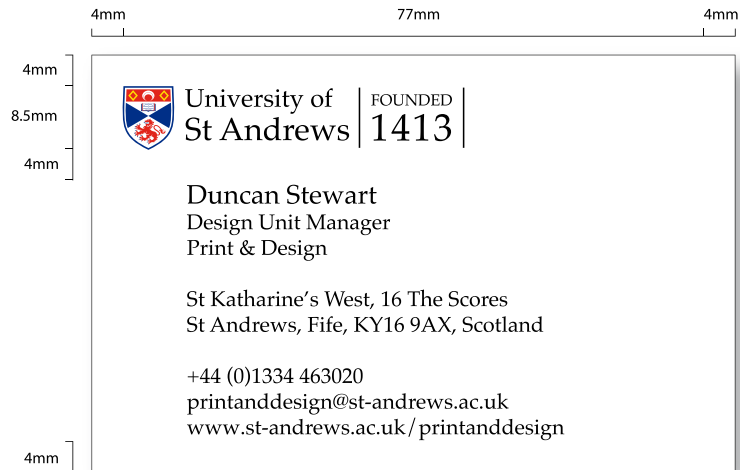 4mm
77mm
4mm
4mm
8.5mm
4mm
University of
St Andrews
FOUNDED
1413
Duncan Stewart
Design Unit Manager
Print & Design
St Katharine’s West, 16 The Scores
St Andrews, Fife, KY16 9AX, Scotland
+44 (0)1334 463020
printanddesign@st-andrews.ac.uk
www.st-andrews.ac.uk/printanddesign
4mm